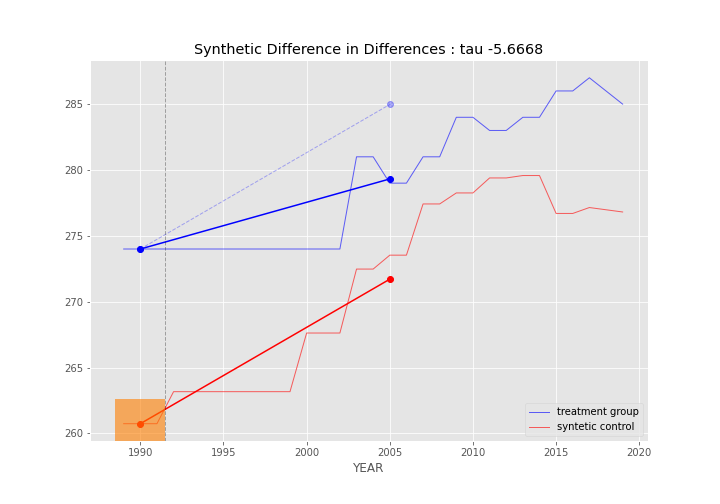 Synthetic Difference in Differences : tau -5.6668
285
280
275
270
265
260
treatment group
syntetic control
1990 1995 2000 2005 2010 2015 2020
YEAR